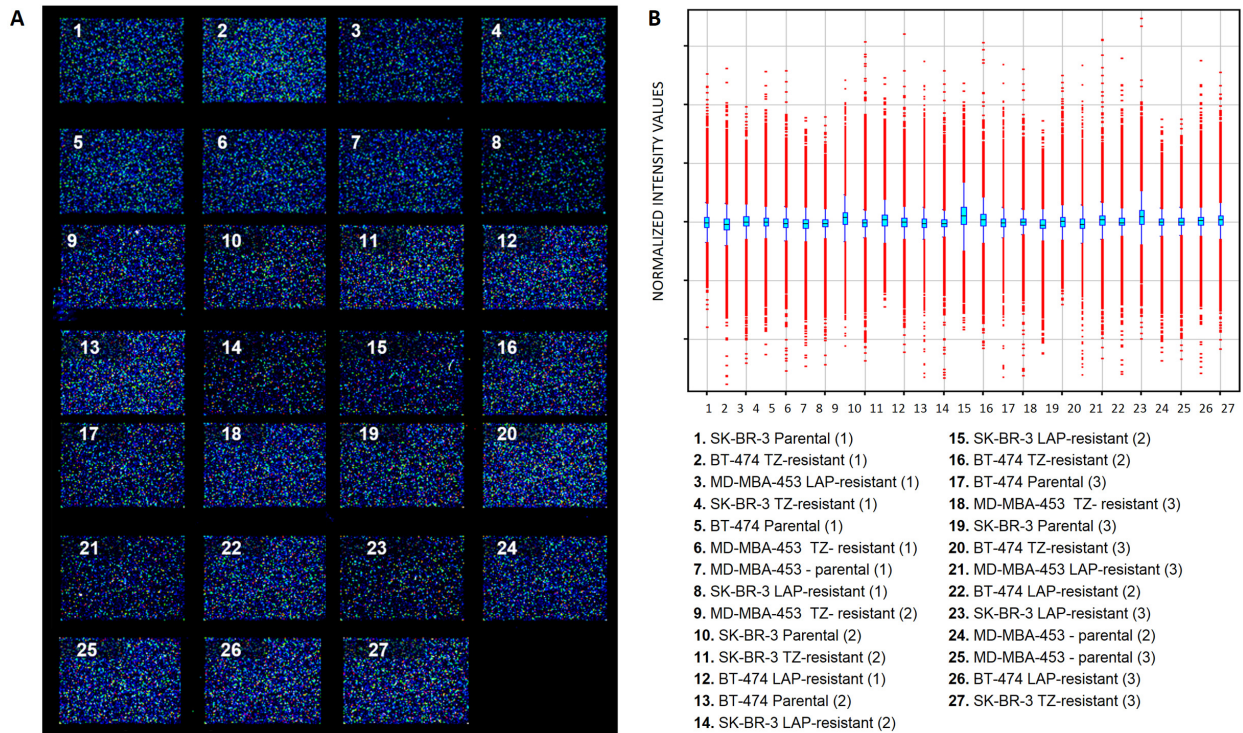 A
1 2 3 4
5 6 7 8
9 10 11 12
13 14 15 16
17 18 19 20
21 22 23 24
25 26 27
B
NORMALIZED INTENSITY VALUES
1 2 3 4 5 6 7 8 9 10 11 12 13 14 15 16 17 18 19 20 21 22 23 24 25 26 27
1. SK-BR-3 Parental (1)
2. BT-474 TZ-resistant (1)
3. MD-MBA-453 LAP-resistant (1)
4. SK-BR-3 TZ-resistant (1)
5. BT-474 Parental (1)
6. MD-MBA-453 TZ- resistant (1)
7. MD-MBA-453 - parental (1)
8. SK-BR-3 LAP-resistant (1)
9. MD-MBA-453 TZ- resistant (2)
10. SK-BR-3 Parental (2)
11. SK-BR-3 TZ-resistant (2)
12. BT-474 LAP-resistant (1)
13. BT-474 Parental (2)
14. SK-BR-3 LAP-resistant (2)
15. SK-BR-3 LAP-resistant (2)
16. BT-474 TZ-resistant (2)
17. BT-474 Parental (3)
18. MD-MBA-453 TZ- resistant (3)
19. SK-BR-3 Parental (3)
20. BT-474 TZ-resistant (3)
21. MD-MBA-453 LAP-resistant (3)
22. BT-474 LAP-resistant (2)
23. SK-BR-3 LAP-resistant (3)
24. MD-MBA-453 - parental (2)
25. MD-MBA-453 - parental (3)
26. BT-474 LAP-resistant (3)
27. SK-BR-3 TZ-resistant (3)